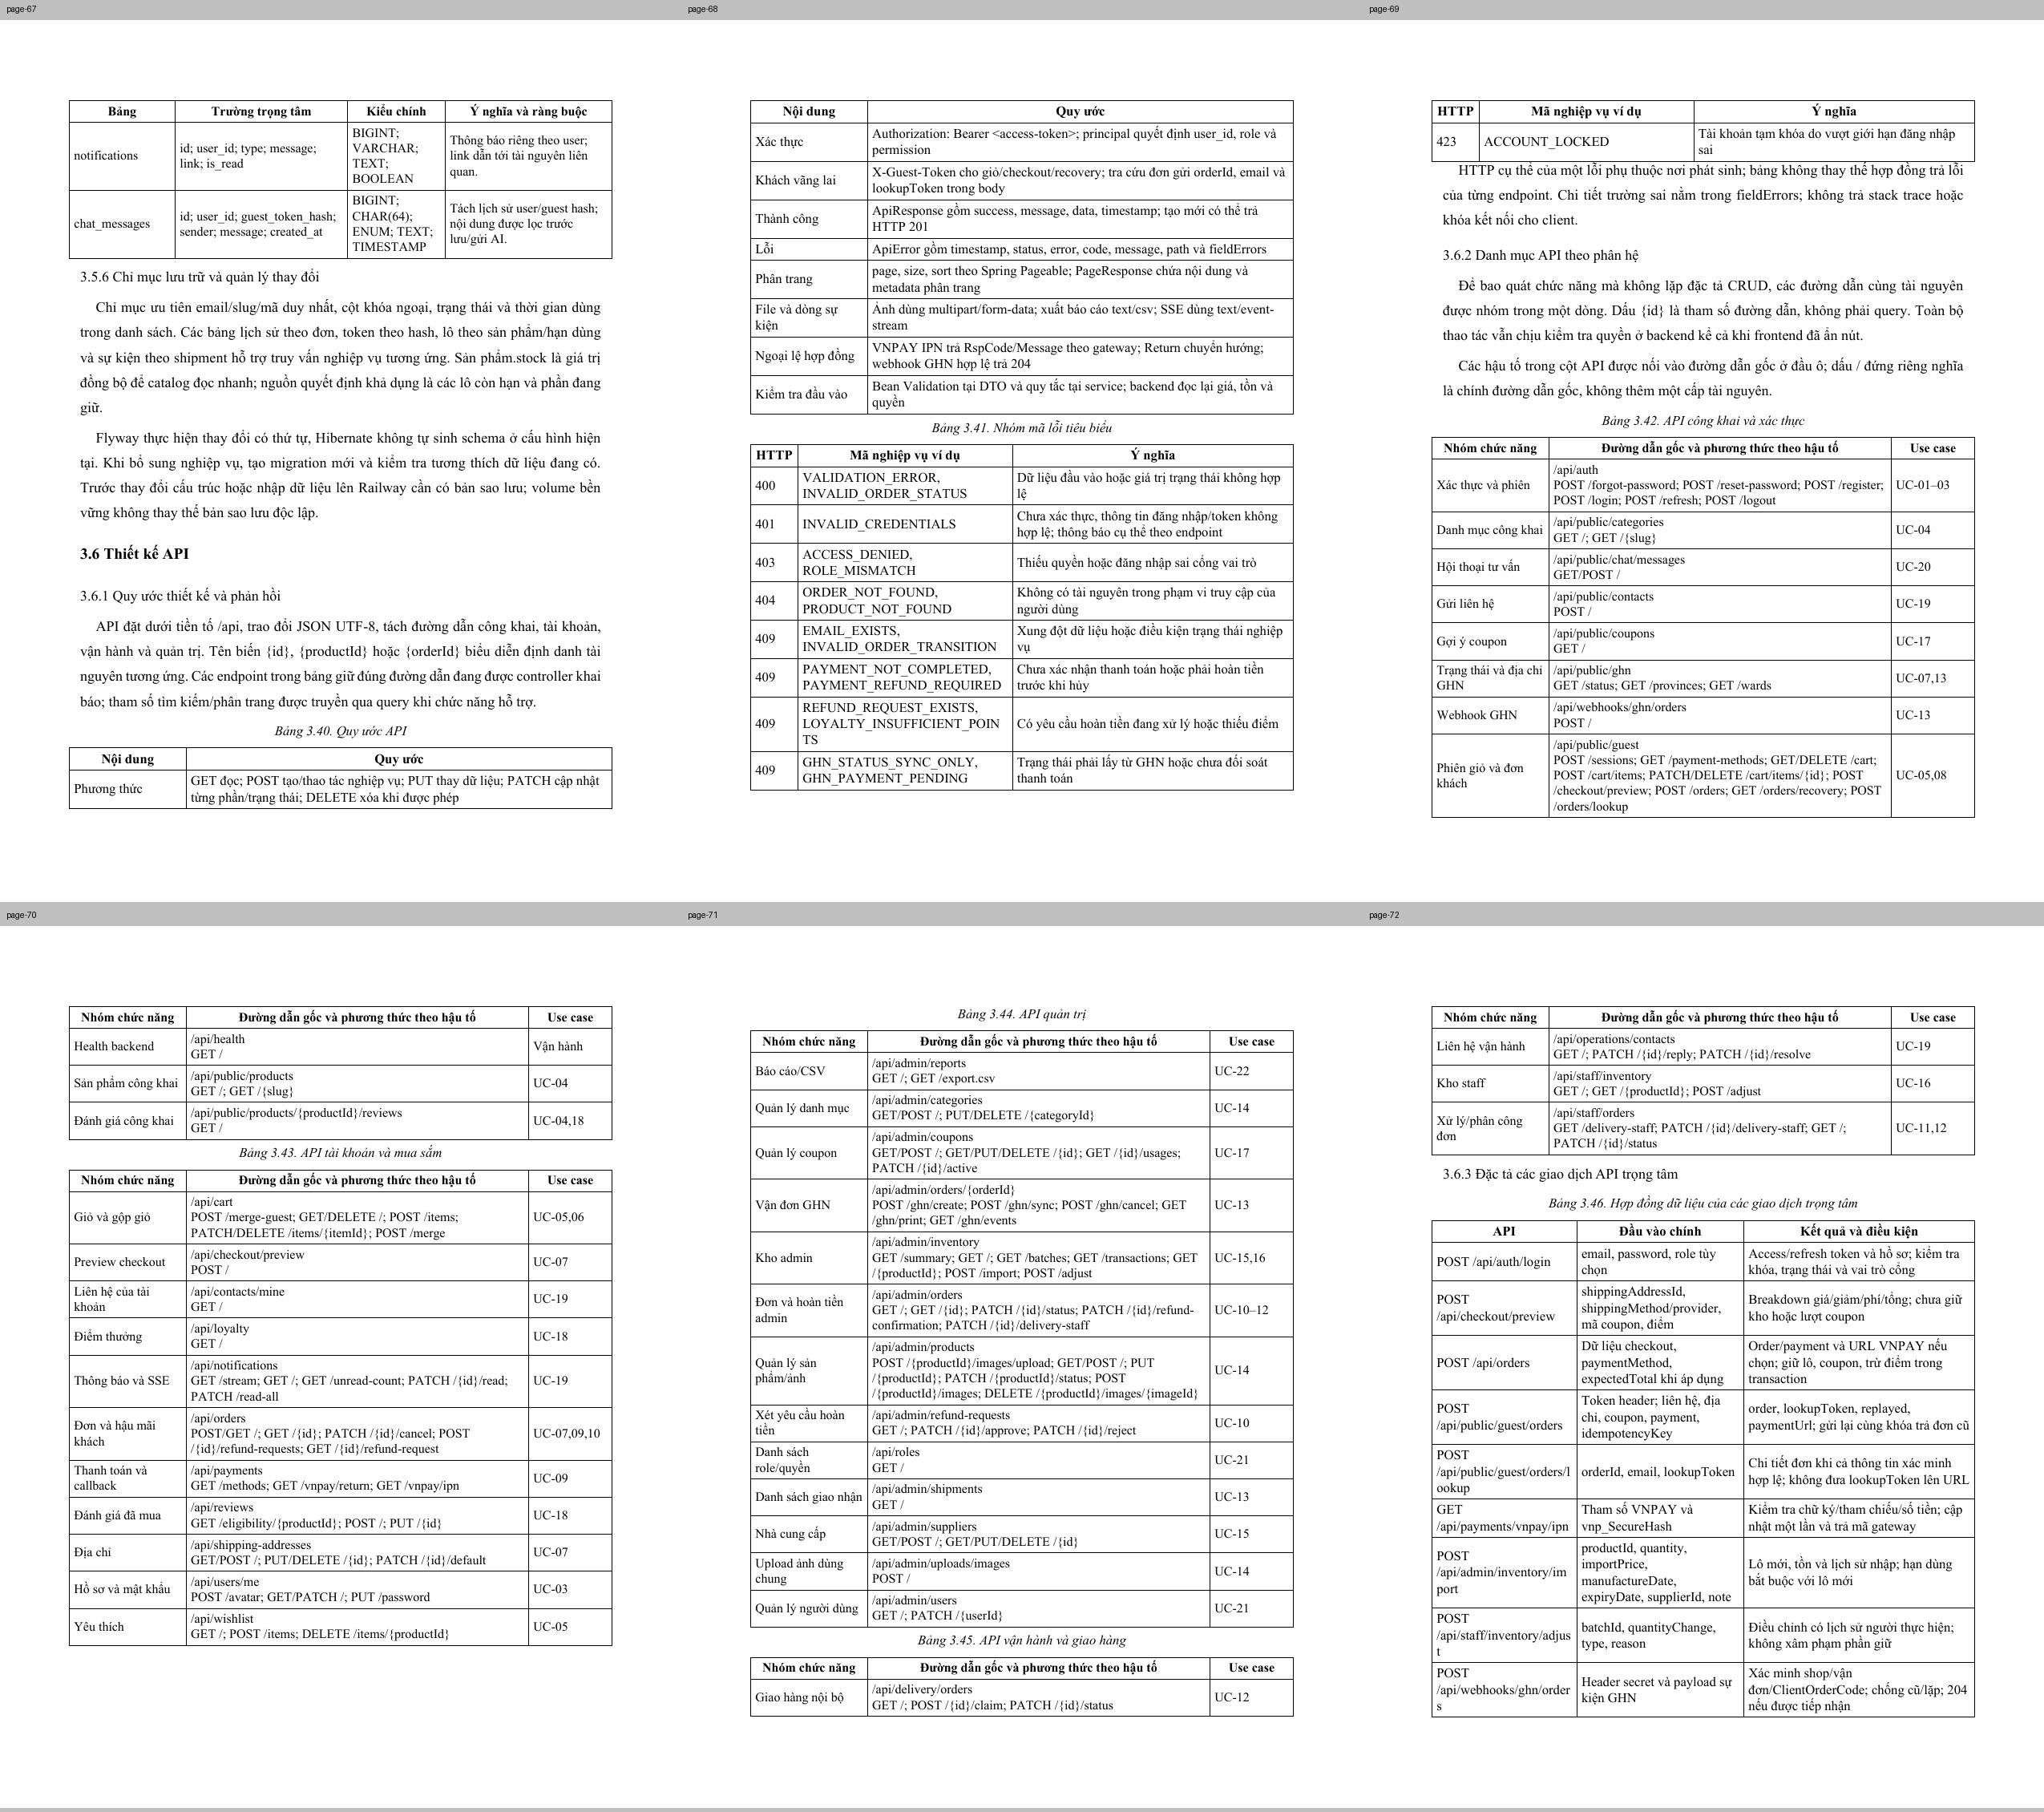 page-67
Bảng Trường trọng tâm Kiểu chính Ý nghĩa và ràng buộc
notifications
id; user_id; type; message;
link; is_read
BIGINT;
VARCHAR;
TEXT;
BOOLEAN
Thông báo riêng theo user;
link dẫn tới tài nguyên liên
quan.
chat_messages
id; user_id; guest_token_hash;
sender; message; created_at
BIGINT;
CHAR(64);
ENUM; TEXT;
TIMESTAMP
Tách lịch sử user/guest hash;
nội dung được lọc trước
lưu/gửi AI.
3.5.6 Chỉ mục lưu trữ và quản lý thay đổi
Chỉ mục ưu tiên email/slug/mã duy nhất, cột khóa ngoại, trạng thái và thời gian dùng
trong danh sách. Các bảng lịch sử theo đơn, token theo hash, lô theo sản phẩm/hạn dùng
và sự kiện theo shipment hỗ trợ truy vấn nghiệp vụ tương ứng. Sản phẩm.stock là giá trị
đồng bộ để catalog đọc nhanh; nguồn quyết định khả dụng là các lô còn hạn và phần đang
giữ.
Flyway thực hiện thay đổi có thứ tự, Hibernate không tự sinh schema ở cấu hình hiện
tại. Khi bổ sung nghiệp vụ, tạo migration mới và kiểm tra tương thích dữ liệu đang có.
Trước thay đổi cấu trúc hoặc nhập dữ liệu lên Railway cần có bản sao lưu; volume bền
vững không thay thế bản sao lưu độc lập.
3.6 Thiết kế API
3.6.1 Quy ước thiết kế và phản hồi
API đặt dưới tiền tố /api, trao đổi JSON UTF-8, tách đường dẫn công khai, tài khoản,
vận hành và quản trị. Tên biến {id}, {productId} hoặc {orderId} biểu diễn định danh tài
nguyên tương ứng. Các endpoint trong bảng giữ đúng đường dẫn đang được controller khai
báo; tham số tìm kiếm/phân trang được truyền qua query khi chức năng hỗ trợ.
Bảng 3.40. Quy ước API
Nội dung Quy ước
Phương thức
GET đọc; POST tạo/thao tác nghiệp vụ; PUT thay dữ liệu; PATCH cập nhật
từng phần/trạng thái; DELETE xóa khi được phép
page-68
Nội dung Quy ước
Xác thực
Authorization: Bearer <access-token>; principal quyết định user_id, role và
permission
Khách vãng lai
X-Guest-Token cho giỏ/checkout/recovery; tra cứu đơn gửi orderId, email và
lookupToken trong body
Thành công
ApiResponse gồm success, message, data, timestamp; tạo mới có thể trả
HTTP 201
Lỗi
ApiError gồm timestamp, status, error, code, message, path và fieldErrors
Phân trang
page, size, sort theo Spring Pageable; PageResponse chứa nội dung và
metadata phân trang
File và dòng sự
kiện
Ảnh dùng multipart/form-data; xuất báo cáo text/csv; SSE dùng text/event-
stream
Ngoại lệ hợp đồng
VNPAY IPN trả RspCode/Message theo gateway; Return chuyển hướng;
webhook GHN hợp lệ trả 204
Kiểm tra đầu vào
Bean Validation tại DTO và quy tắc tại service; backend đọc lại giá, tồn và
quyền
Bảng 3.41. Nhóm mã lỗi tiêu biểu
HTTP Mã nghiệp vụ ví dụ Ý nghĩa
400
VALIDATION_ERROR,
INVALID_ORDER_STATUS
Dữ liệu đầu vào hoặc giá trị trạng thái không hợp
lệ
401
INVALID_CREDENTIALS
Chưa xác thực, thông tin đăng nhập/token không
hợp lệ; thông báo cụ thể theo endpoint
403
ACCESS_DENIED,
ROLE_MISMATCH
Thiếu quyền hoặc đăng nhập sai cổng vai trò
404
ORDER_NOT_FOUND,
PRODUCT_NOT_FOUND
Không có tài nguyên trong phạm vi truy cập của
người dùng
409
EMAIL_EXISTS,
INVALID_ORDER_TRANSITION
Xung đột dữ liệu hoặc điều kiện trạng thái nghiệp
vụ
409
PAYMENT_NOT_COMPLETED,
PAYMENT_REFUND_REQUIRED
Chưa xác nhận thanh toán hoặc phải hoàn tiền
trước khi hủy
409
REFUND_REQUEST_EXISTS,
LOYALTY_INSUFFICIENT_POIN
TS
Có yêu cầu hoàn tiền đang xử lý hoặc thiếu điểm
409
GHN_STATUS_SYNC_ONLY,
GHN_PAYMENT_PENDING
Trạng thái phải lấy từ GHN hoặc chưa đối soát
thanh toán
page-69
HTTP Mã nghiệp vụ ví dụ Ý nghĩa
423
ACCOUNT_LOCKED
Tài khoản tạm khóa do vượt giới hạn đăng nhập
sai
HTTP cụ thể của một lỗi phụ thuộc nơi phát sinh; bảng không thay thế hợp đồng trả lỗi
của từng endpoint. Chi tiết trường sai nằm trong fieldErrors; không trả stack trace hoặc
khóa kết nối cho client.
3.6.2 Danh mục API theo phân hệ
Để bao quát chức năng mà không lặp đặc tả CRUD, các đường dẫn cùng tài nguyên
được nhóm trong một dòng. Dấu {id} là tham số đường dẫn, không phải query. Toàn bộ
thao tác vẫn chịu kiểm tra quyền ở backend kể cả khi frontend đã ẩn nút.
Các hậu tố trong cột API được nối vào đường dẫn gốc ở đầu ô; dấu / đứng riêng nghĩa
là chính đường dẫn gốc, không thêm một cấp tài nguyên.
Bảng 3.42. API công khai và xác thực
Nhóm chức năng Đường dẫn gốc và phương thức theo hậu tố Use case
Xác thực và phiên
/api/auth
POST /forgot-password; POST /reset-password; POST /register;
POST /login; POST /refresh; POST /logout
UC-01–03
Danh mục công khai
/api/public/categories
GET /; GET /{slug}
UC-04
Hội thoại tư vấn
/api/public/chat/messages
GET/POST /
UC-20
Gửi liên hệ
/api/public/contacts
POST /
UC-19
Gợi ý coupon
/api/public/coupons
GET /
UC-17
Trạng thái và địa chỉ
GHN
/api/public/ghn
GET /status; GET /provinces; GET /wards
UC-07,13
Webhook GHN
/api/webhooks/ghn/orders
POST /
UC-13
Phiên giỏ và đơn
khách
/api/public/guest
POST /sessions; GET /payment-methods; GET/DELETE /cart;
POST /cart/items; PATCH/DELETE /cart/items/{id}; POST
/checkout/preview; POST /orders; GET /orders/recovery; POST
/orders/lookup
UC-05,08
page-70
Nhóm chức năng Đường dẫn gốc và phương thức theo hậu tố Use case
Health backend
/api/health
GET /
Vận hành
Sản phẩm công khai
/api/public/products
GET /; GET /{slug}
UC-04
Đánh giá công khai
/api/public/products/{productId}/reviews
GET /
UC-04,18
Bảng 3.43. API tài khoản và mua sắm
Nhóm chức năng Đường dẫn gốc và phương thức theo hậu tố Use case
Giỏ và gộp giỏ
/api/cart
POST /merge-guest; GET/DELETE /; POST /items;
PATCH/DELETE /items/{itemId}; POST /merge
UC-05,06
Preview checkout
/api/checkout/preview
POST /
UC-07
Liên hệ của tài
khoản
/api/contacts/mine
GET /
UC-19
Điểm thưởng
/api/loyalty
GET /
UC-18
Thông báo và SSE
/api/notifications
GET /stream; GET /; GET /unread-count; PATCH /{id}/read;
PATCH /read-all
UC-19
Đơn và hậu mãi
khách
/api/orders
POST/GET /; GET /{id}; PATCH /{id}/cancel; POST
/{id}/refund-requests; GET /{id}/refund-request
UC-07,09,10
Thanh toán và
callback
/api/payments
GET /methods; GET /vnpay/return; GET /vnpay/ipn
UC-09
Đánh giá đã mua
/api/reviews
GET /eligibility/{productId}; POST /; PUT /{id}
UC-18
Địa chỉ
/api/shipping-addresses
GET/POST /; PUT/DELETE /{id}; PATCH /{id}/default
UC-07
Hồ sơ và mật khẩu
/api/users/me
POST /avatar; GET/PATCH /; PUT /password
UC-03
Yêu thích
/api/wishlist
GET /; POST /items; DELETE /items/{productId}
UC-05
page-71
Bảng 3.44. API quản trị
Nhóm chức năng Đường dẫn gốc và phương thức theo hậu tố Use case
Báo cáo/CSV
/api/admin/reports
GET /; GET /export.csv
UC-22
Quản lý danh mục
/api/admin/categories
GET/POST /; PUT/DELETE /{categoryId}
UC-14
Quản lý coupon
/api/admin/coupons
GET/POST /; GET/PUT/DELETE /{id}; GET /{id}/usages;
PATCH /{id}/active
UC-17
Vận đơn GHN
/api/admin/orders/{orderId}
POST /ghn/create; POST /ghn/sync; POST /ghn/cancel; GET
/ghn/print; GET /ghn/events
UC-13
Kho admin
/api/admin/inventory
GET /summary; GET /; GET /batches; GET /transactions; GET
/{productId}; POST /import; POST /adjust
UC-15,16
Đơn và hoàn tiền
admin
/api/admin/orders
GET /; GET /{id}; PATCH /{id}/status; PATCH /{id}/refund-
confirmation; PATCH /{id}/delivery-staff
UC-10–12
Quản lý sản
phẩm/ảnh
/api/admin/products
POST /{productId}/images/upload; GET/POST /; PUT
/{productId}; PATCH /{productId}/status; POST
/{productId}/images; DELETE /{productId}/images/{imageId}
UC-14
Xét yêu cầu hoàn
tiền
/api/admin/refund-requests
GET /; PATCH /{id}/approve; PATCH /{id}/reject
UC-10
Danh sách
role/quyền
/api/roles
GET /
UC-21
Danh sách giao nhận
/api/admin/shipments
GET /
UC-13
Nhà cung cấp
/api/admin/suppliers
GET/POST /; GET/PUT/DELETE /{id}
UC-15
Upload ảnh dùng
chung
/api/admin/uploads/images
POST /
UC-14
Quản lý người dùng
/api/admin/users
GET /; PATCH /{userId}
UC-21
Bảng 3.45. API vận hành và giao hàng
Nhóm chức năng Đường dẫn gốc và phương thức theo hậu tố Use case
Giao hàng nội bộ
/api/delivery/orders
GET /; POST /{id}/claim; PATCH /{id}/status
UC-12
page-72
Nhóm chức năng Đường dẫn gốc và phương thức theo hậu tố Use case
Liên hệ vận hành
/api/operations/contacts
GET /; PATCH /{id}/reply; PATCH /{id}/resolve
UC-19
Kho staff
/api/staff/inventory
GET /; GET /{productId}; POST /adjust
UC-16
Xử lý/phân công
đơn
/api/staff/orders
GET /delivery-staff; PATCH /{id}/delivery-staff; GET /;
PATCH /{id}/status
UC-11,12
3.6.3 Đặc tả các giao dịch API trọng tâm
Bảng 3.46. Hợp đồng dữ liệu của các giao dịch trọng tâm
API Đầu vào chính Kết quả và điều kiện
POST /api/auth/login
email, password, role tùy
chọn
Access/refresh token và hồ sơ; kiểm tra
khóa, trạng thái và vai trò cổng
POST
/api/checkout/preview
shippingAddressId,
shippingMethod/provider,
mã coupon, điểm
Breakdown giá/giảm/phí/tổng; chưa giữ
kho hoặc lượt coupon
POST /api/orders
Dữ liệu checkout,
paymentMethod,
expectedTotal khi áp dụng
Order/payment và URL VNPAY nếu
chọn; giữ lô, coupon, trừ điểm trong
transaction
POST
/api/public/guest/orders
Token header; liên hệ, địa
chỉ, coupon, payment,
idempotencyKey
order, lookupToken, replayed,
paymentUrl; gửi lại cùng khóa trả đơn cũ
POST
/api/public/guest/orders/l
ookup
orderId, email, lookupToken
Chi tiết đơn khi cả thông tin xác minh
hợp lệ; không đưa lookupToken lên URL
GET
/api/payments/vnpay/ipn
Tham số VNPAY và
vnp_SecureHash
Kiểm tra chữ ký/tham chiếu/số tiền; cập
nhật một lần và trả mã gateway
POST
/api/admin/inventory/im
port
productId, quantity,
importPrice,
manufactureDate,
expiryDate, supplierId, note
Lô mới, tồn và lịch sử nhập; hạn dùng
bắt buộc với lô mới
POST
/api/staff/inventory/adjus
t
batchId, quantityChange,
type, reason
Điều chỉnh có lịch sử người thực hiện;
không xâm phạm phần giữ
POST
/api/webhooks/ghn/order
s
Header secret và payload sự
kiện GHN
Xác minh shop/vận
đơn/ClientOrderCode; chống cũ/lặp; 204
nếu được tiếp nhận